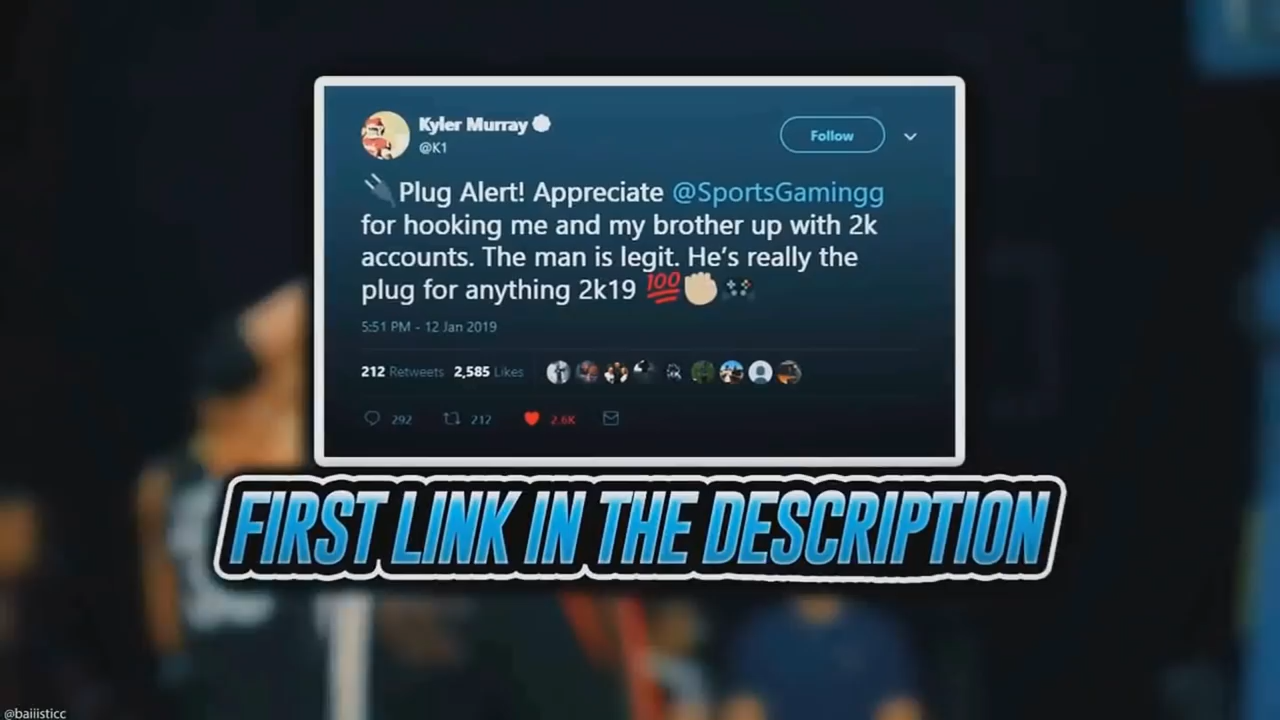 Kyler Murray
@K1
Follow
Plug Alert! Appreciate @SportsGamingg
for hooking me and my brother up with 2k
accounts. The man is legit. He's really the
plug for anything 2k19 💯✊🏼🎮
5:51 PM - 12 Jan 2019
212 Retweets 2,585 Likes
292 212 2.6K
FIRST LINK IN THE DESCRIPTION
@baiiisticc